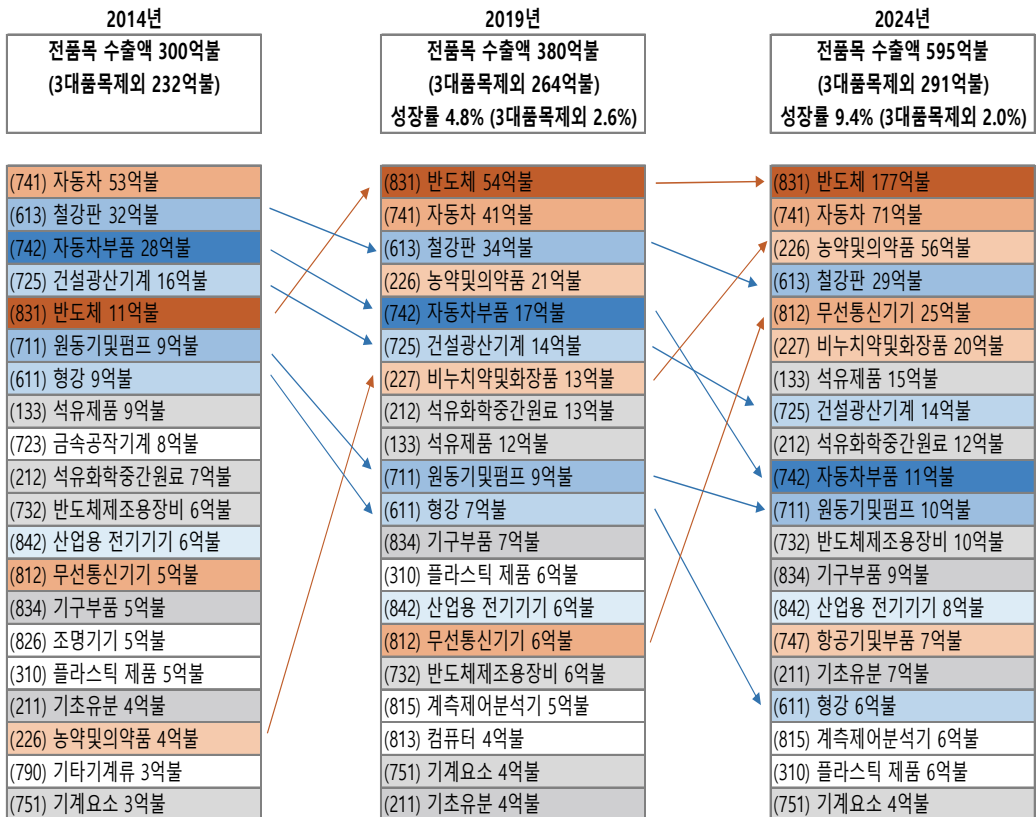 2014년
전품목 수출액 300억불
(3대품목제외 232억불)
(741) 자동차 53억불
(613) 철강판 32억불
(742) 자동차부품 28억불
(725) 건설광산기계 16억불
(831) 반도체 11억불
(711) 원동기및펌프 9억불
(611) 형강 9억불
(133) 석유제품 9억불
(723) 금속공작기계 8억불
(212) 석유화학중간원료 7억불
(732) 반도체제조용장비 6억불
(842) 산업용 전기기기 6억불
(812) 무선통신기기 5억불
(834) 기구부품 5억불
(826) 조명기기 5억불
(310) 플라스틱 제품 5억불
(211) 기초유분 4억불
(226) 농약및의약품 4억불
(790) 기타기계류 3억불
(751) 기계요소 3억불
2019년
전품목 수출액 380억불
(3대품목제외 264억불)
성장률 4.8% (3대품목제외 2.6%)
(831) 반도체 54억불
(741) 자동차 41억불
(613) 철강판 34억불
(226) 농약및의약품 21억불
(742) 자동차부품 17억불
(725) 건설광산기계 14억불
(227) 비누치약및화장품 13억불
(212) 석유화학중간원료 13억불
(133) 석유제품 12억불
(711) 원동기및펌프 9억불
(611) 형강 7억불
(834) 기구부품 7억불
(310) 플라스틱 제품 6억불
(842) 산업용 전기기기 6억불
(812) 무선통신기기 6억불
(732) 반도체제조용장비 6억불
(815) 계측제어분석기 5억불
(813) 컴퓨터 4억불
(751) 기계요소 4억불
(211) 기초유분 4억불
2024년
전품목 수출액 595억불
(3대품목제외 291억불)
성장률 9.4% (3대품목제외 2.0%)
(831) 반도체 177억불
(741) 자동차 71억불
(226) 농약및의약품 56억불
(613) 철강판 29억불
(812) 무선통신기기 25억불
(227) 비누치약및화장품 20억불
(133) 석유제품 15억불
(725) 건설광산기계 14억불
(212) 석유화학중간원료 12억불
(742) 자동차부품 11억불
(711) 원동기및펌프 10억불
(732) 반도체제조용장비 10억불
(834) 기구부품 9억불
(842) 산업용 전기기기 8억불
(747) 항공기및부품 7억불
(211) 기초유분 7억불
(611) 형강 6억불
(815) 계측제어분석기 6억불
(310) 플라스틱 제품 6억불
(751) 기계요소 4억불